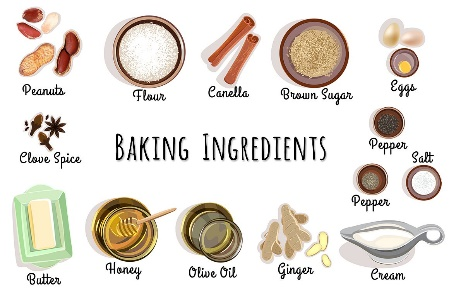 Peanuts
Flour
Canella
Brown Sugar
Eggs
Clove Spice
BAKING INGREDIENTS
Pepper
Salt
Pepper
Butter
Honey
Olive Oil
Ginger
Cream